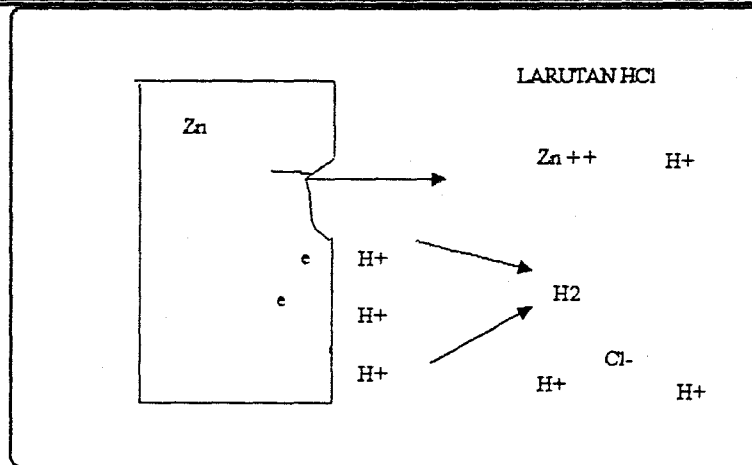 LARUTAN HCl
Zn
Zn ++ H+
e H+
e
H2
H+
Cl-
H+ H+ H+